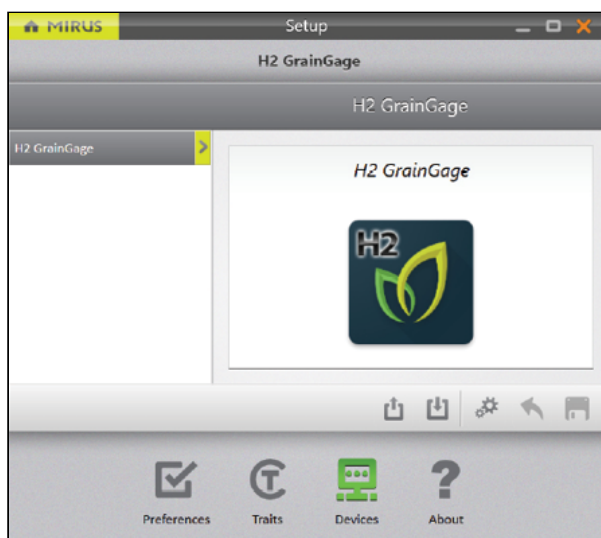 MIRUS
Setup
H2 GrainGage
H2 GrainGage
H2 GrainGage
H2 GrainGage
H2
Preferences
Traits
Devices
About